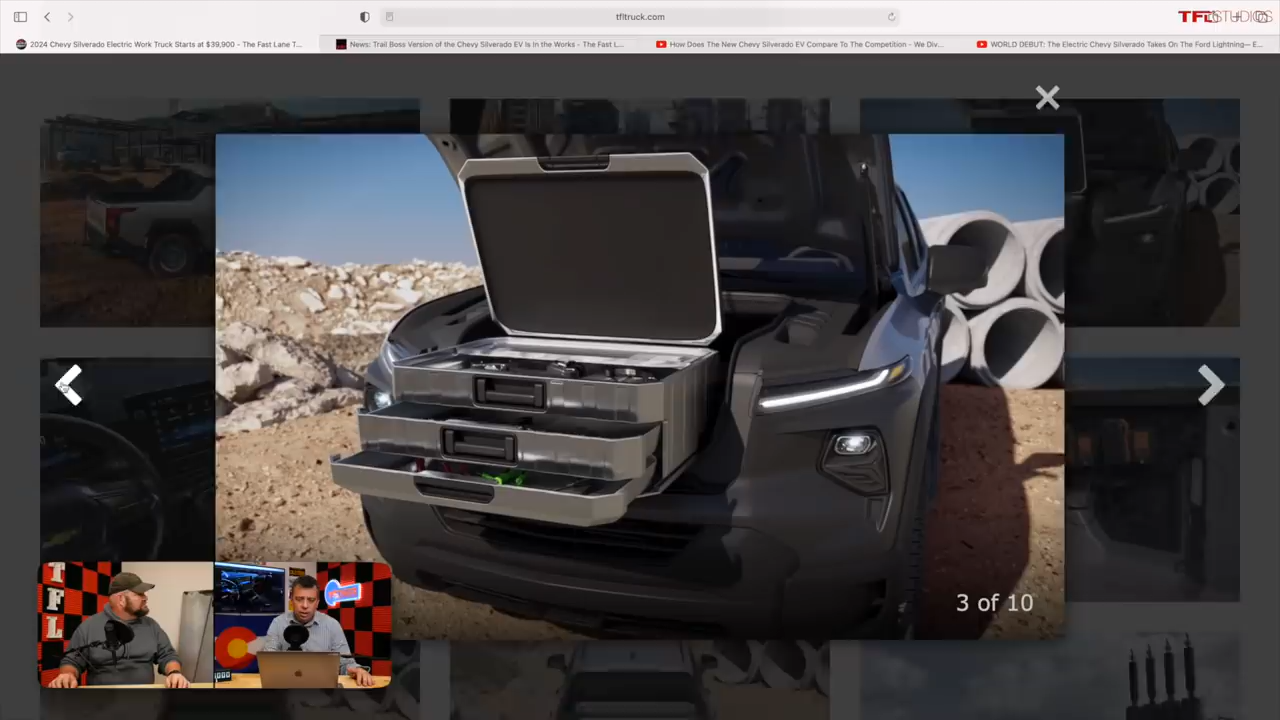 tfltruck.com
TFL STUDIOS
2024 Chevy Silverado Electric Work Truck Starts at $39,900 - The Fast Lane T...
News: Trail Boss Version of the Chevy Silverado EV Is In the Works - The Fast L...
How Does The New Chevy Silverado EV Compare To The Competition - We Div...
WORLD DEBUT: The Electric Chevy Silverado Takes On The Ford Lightning— E...
3 of 10
T
F
L